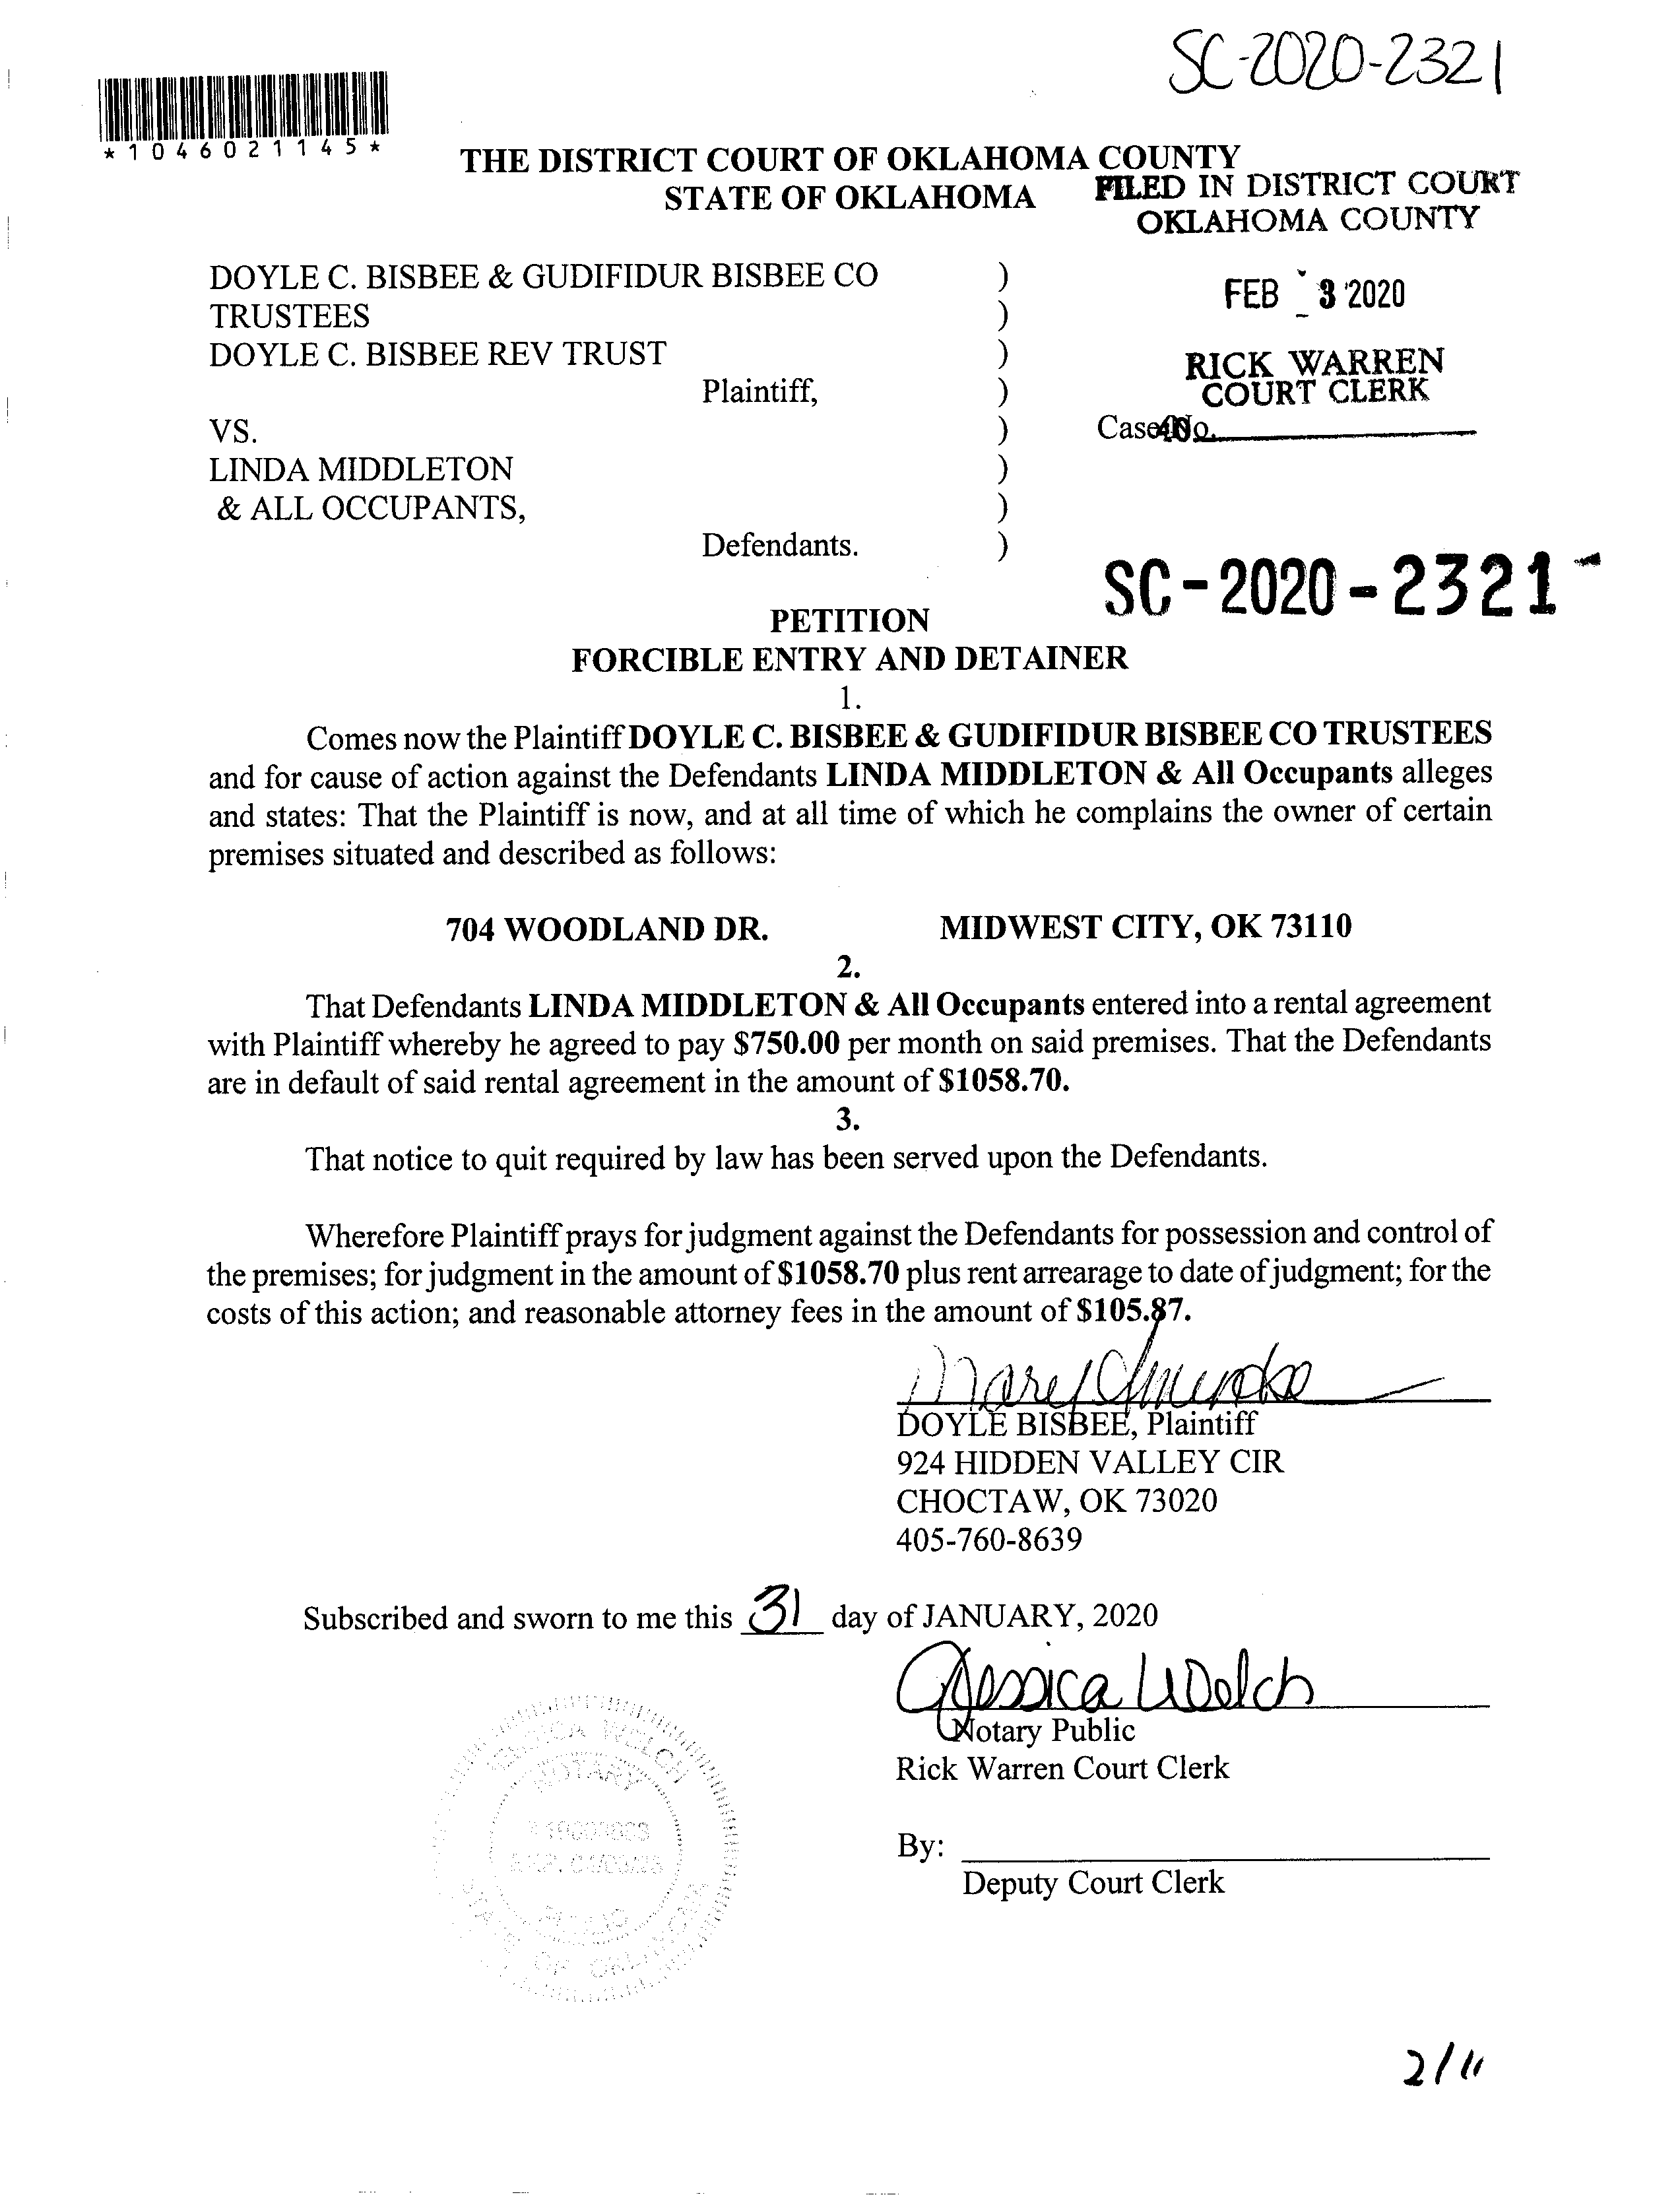 SC-2020-2321
*1046021145*
THE DISTRICT COURT OF OKLAHOMA COUNTY
STATE OF OKLAHOMA
FILED IN DISTRICT COURT
OKLAHOMA COUNTY
DOYLE C. BISBEE & GUDIFIDUR BISBEE CO )
TRUSTEES )
DOYLE C. BISBEE REV TRUST )
Plaintiff, )
VS. )
LINDA MIDDLETON )
& ALL OCCUPANTS, )
Defendants. )
FEB 3 2020
RICK WARREN
COURT CLERK
Case No.
40
SC-2020-2321
PETITION
FORCIBLE ENTRY AND DETAINER
1.
Comes now the Plaintiff DOYLE C. BISBEE & GUDIFIDUR BISBEE CO TRUSTEES
and for cause of action against the Defendants LINDA MIDDLETON & All Occupants alleges
and states: That the Plaintiff is now, and at all time of which he complains the owner of certain
premises situated and described as follows:
704 WOODLAND DR. MIDWEST CITY, OK 73110
2.
That Defendants LINDA MIDDLETON & All Occupants entered into a rental agreement
with Plaintiff whereby he agreed to pay $750.00 per month on said premises. That the Defendants
are in default of said rental agreement in the amount of $1058.70.
3.
That notice to quit required by law has been served upon the Defendants.
Wherefore Plaintiff prays for judgment against the Defendants for possession and control of
the premises; for judgment in the amount of $1058.70 plus rent arrearage to date of judgment; for the
costs of this action; and reasonable attorney fees in the amount of $105.87.
DOYLE BISBEE, Plaintiff
924 HIDDEN VALLEY CIR
CHOCTAW, OK 73020
405-760-8639
Subscribed and sworn to me this 31 day of JANUARY, 2020
Jessica Welch
Notary Public
Rick Warren Court Clerk
By:
Deputy Court Clerk
JESSICA WELCH
NOTARY
PUBLIC
STATE OF OKLAHOMA
2/11